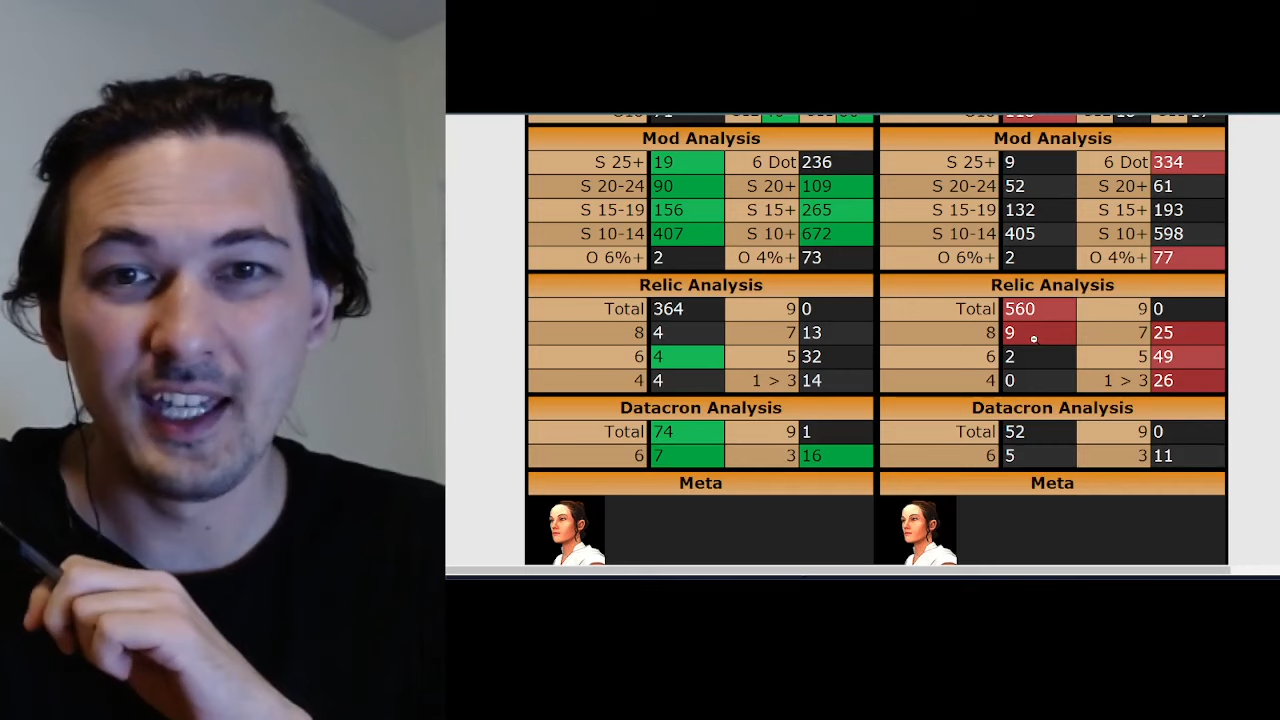 Mod Analysis
S 25+ 19 6 Dot 236
S 20-24 90 S 20+ 109
S 15-19 156 S 15+ 265
S 10-14 407 S 10+ 672
O 6%+ 2 O 4%+ 73
Relic Analysis
Total 364 9 0
8 4 7 13
6 4 5 32
4 4 1 > 3 14
Datacron Analysis
Total 74 9 1
6 7 3 16
Meta
Mod Analysis
S 25+ 9 6 Dot 334
S 20-24 52 S 20+ 61
S 15-19 132 S 15+ 193
S 10-14 405 S 10+ 598
O 6%+ 2 O 4%+ 77
Relic Analysis
Total 560 9 0
8 9 7 25
6 2 5 49
4 0 1 > 3 26
Datacron Analysis
Total 52 9 0
6 5 3 11
Meta